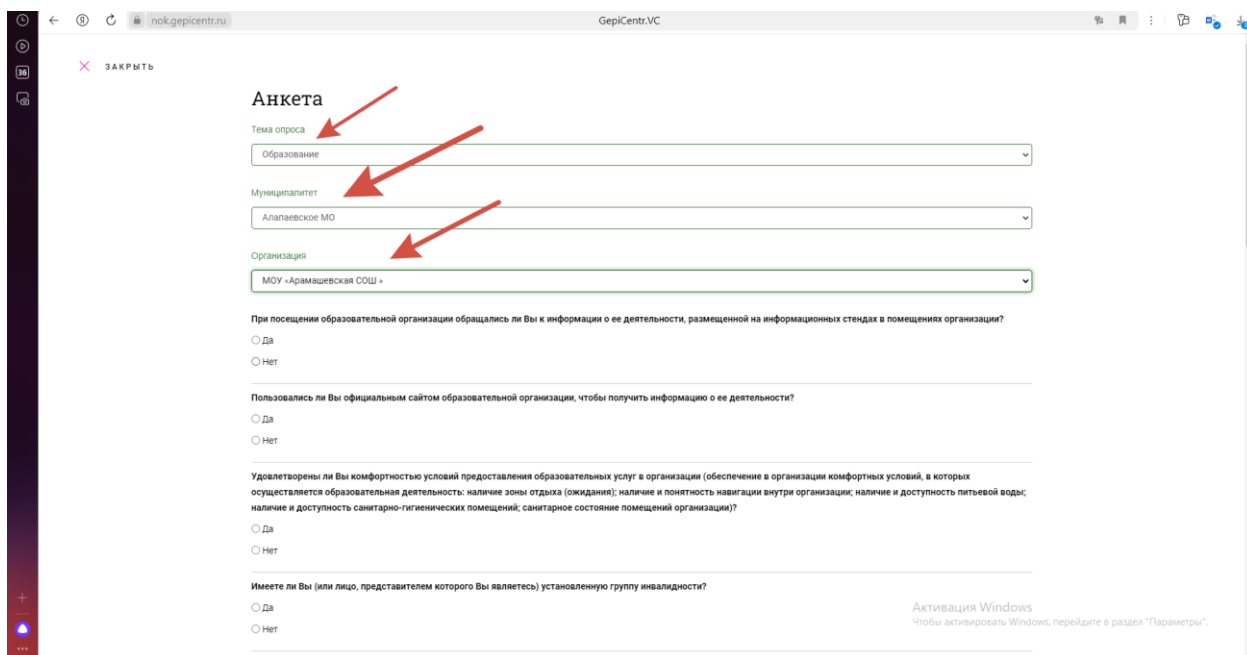 nok.gepicentr.ru
GepiCentr.VC
36
ЗАКРЫТЬ
Анкета
Тема опроса
Образование
Муниципалитет
Алапаевское МО
Организация
МОУ «Арамашевская СОШ »
При посещении образовательной организации обращались ли Вы к информации о ее деятельности, размещенной на информационных стендах в помещениях организации?
Да
Нет
Пользовались ли Вы официальным сайтом образовательной организации, чтобы получить информацию о ее деятельности?
Да
Нет
Удовлетворены ли Вы комфортностью условий предоставления образовательных услуг в организации (обеспечение в организации комфортных условий, в которых
осуществляется образовательная деятельность: наличие зоны отдыха (ожидания); наличие и понятность навигации внутри организации; наличие и доступность питьевой воды;
наличие и доступность санитарно-гигиенических помещений; санитарное состояние помещений организации)?
Да
Нет
Имеете ли Вы (или лицо, представителем которого Вы являетесь) установленную группу инвалидности?
Да
Нет
Активация Windows
Чтобы активировать Windows, перейдите в раздел "Параметры".